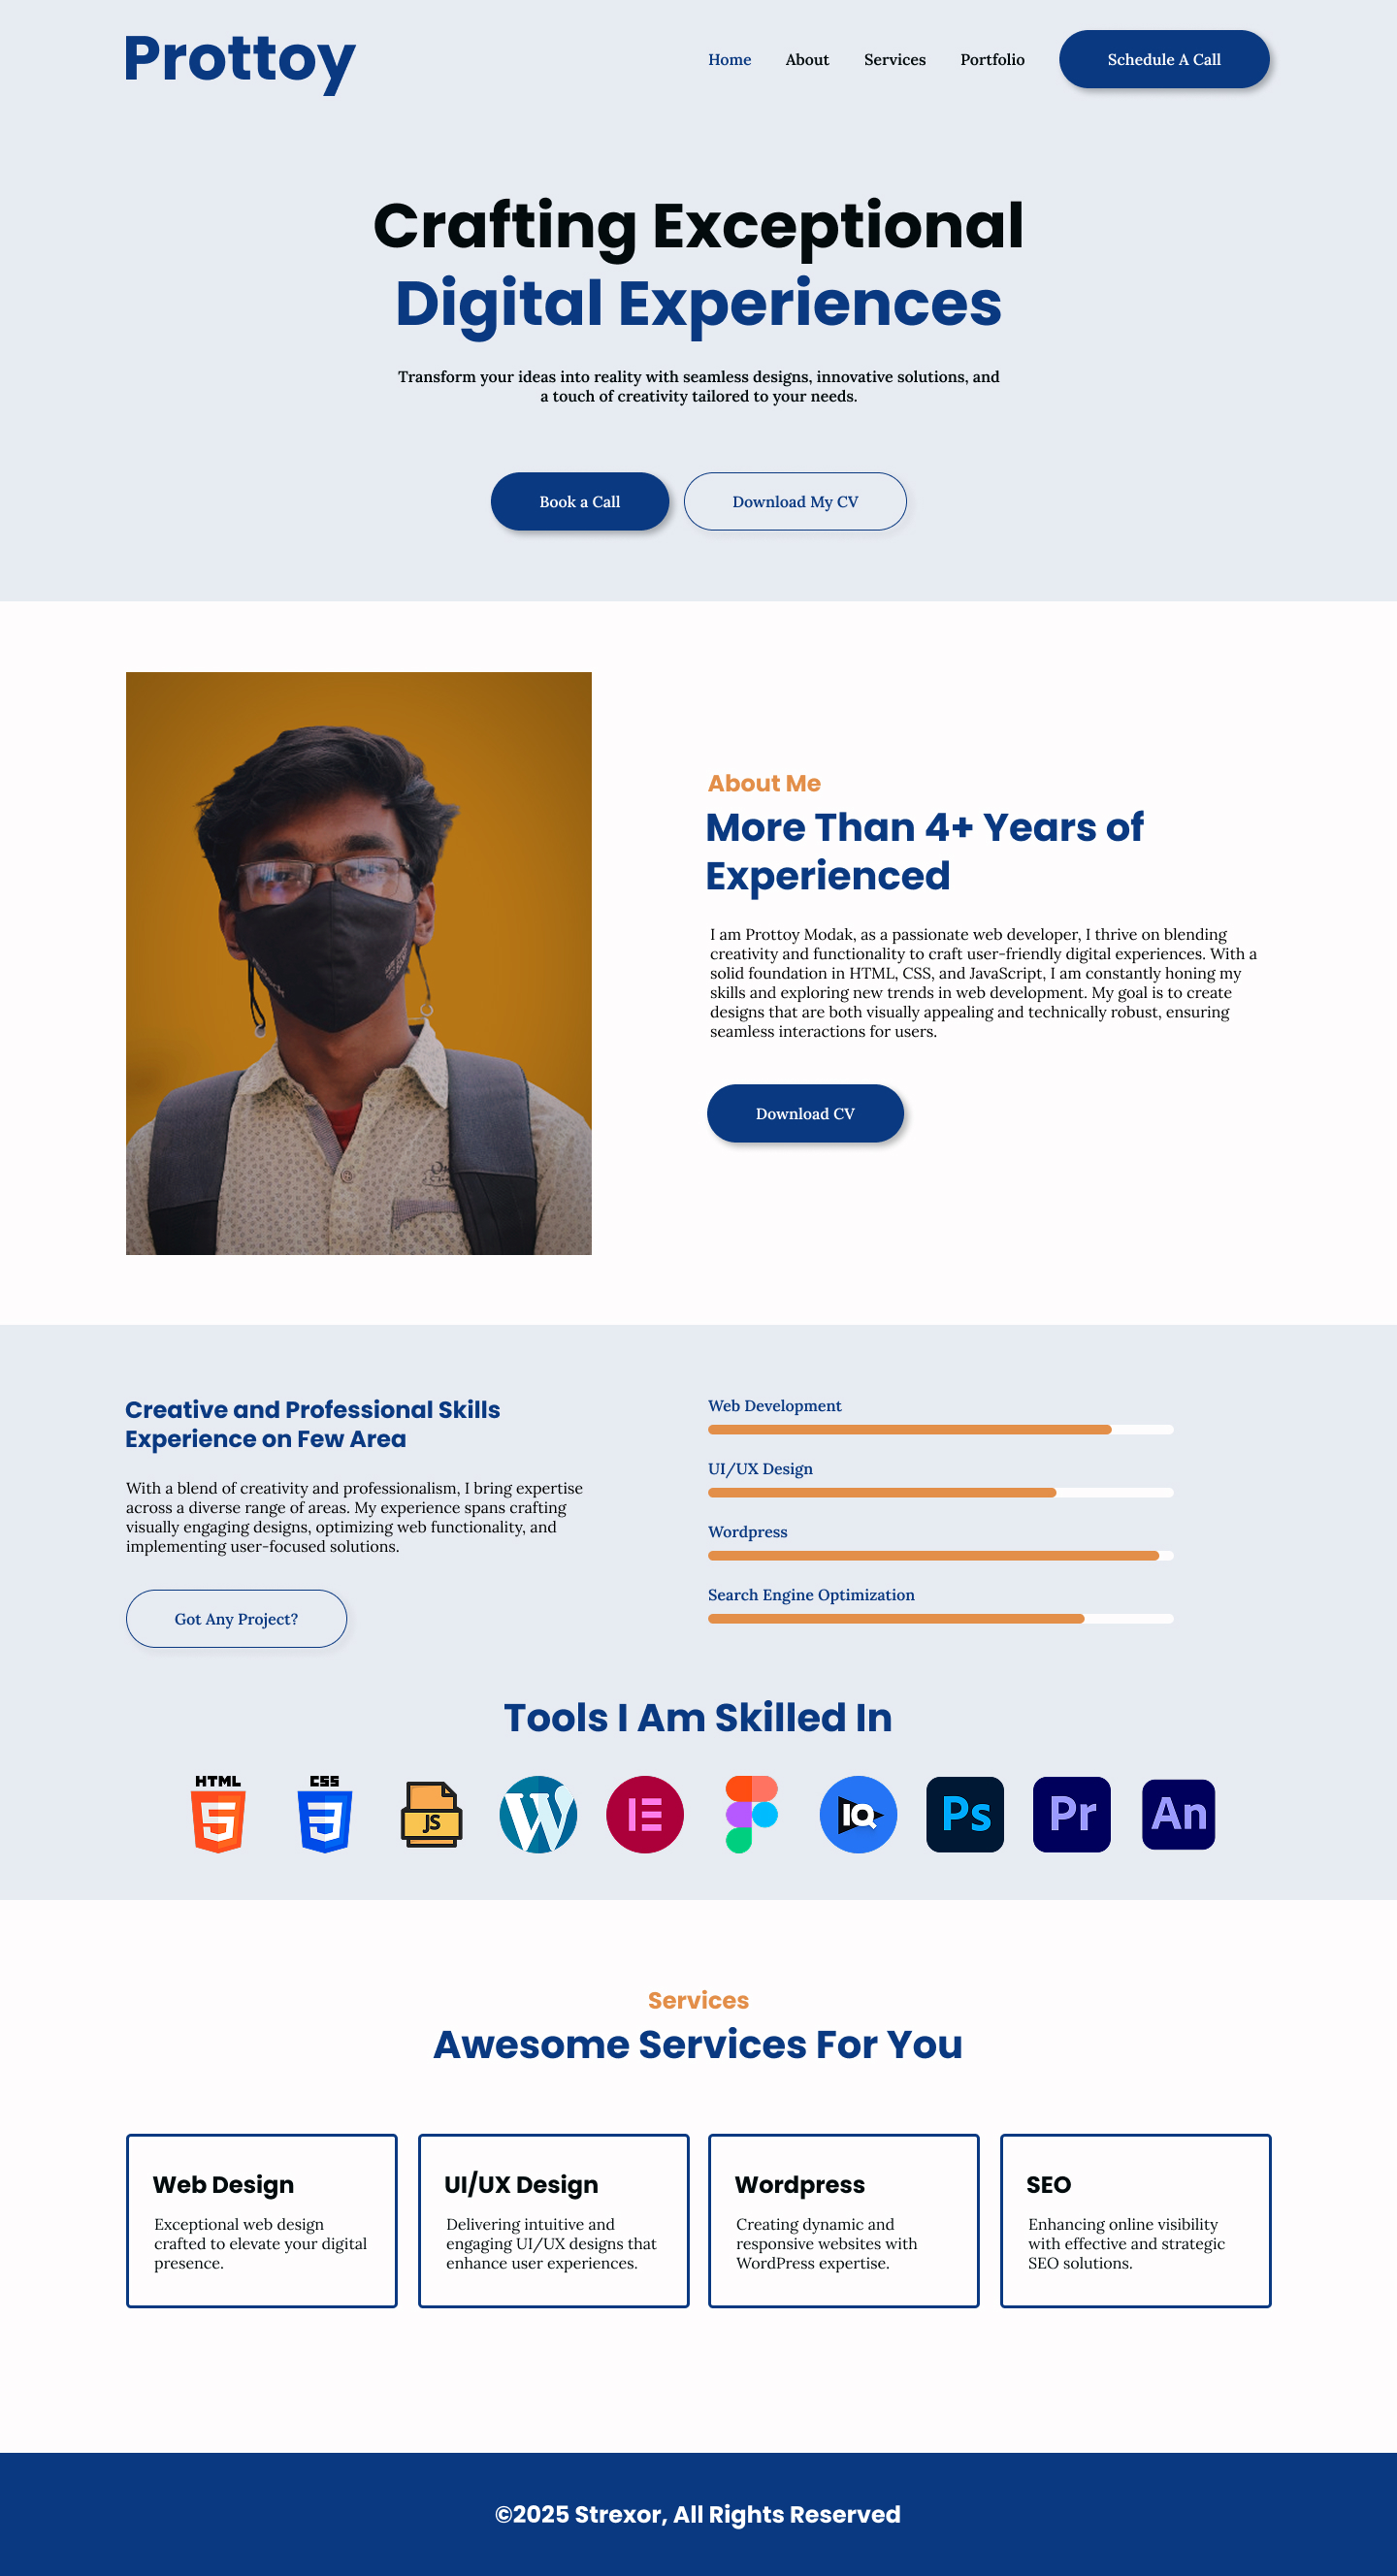 Prottoy
Home About Services Portfolio Schedule A Call
Crafting Exceptional
Digital Experiences
Transform your ideas into reality with seamless designs, innovative solutions, and
a touch of creativity tailored to your needs.
Book a Call Download My CV
About Me
More Than 4+ Years of
Experienced
I am Prottoy Modak, as a passionate web developer, I thrive on blending
creativity and functionality to craft user-friendly digital experiences. With a
solid foundation in HTML, CSS, and JavaScript, I am constantly honing my
skills and exploring new trends in web development. My goal is to create
designs that are both visually appealing and technically robust, ensuring
seamless interactions for users.
Download CV
Creative and Professional Skills
Experience on Few Area
With a blend of creativity and professionalism, I bring expertise
across a diverse range of areas. My experience spans crafting
visually engaging designs, optimizing web functionality, and
implementing user-focused solutions.
Got Any Project?
Web Development
UI/UX Design
Wordpress
Search Engine Optimization
Tools I Am Skilled In
HTML CSS JS W IQ Ps Pr An
Services
Awesome Services For You
Web Design
Exceptional web design
crafted to elevate your digital
presence.
UI/UX Design
Delivering intuitive and
engaging UI/UX designs that
enhance user experiences.
Wordpress
Creating dynamic and
responsive websites with
WordPress expertise.
SEO
Enhancing online visibility
with effective and strategic
SEO solutions.
©2025 Strexor, All Rights Reserved